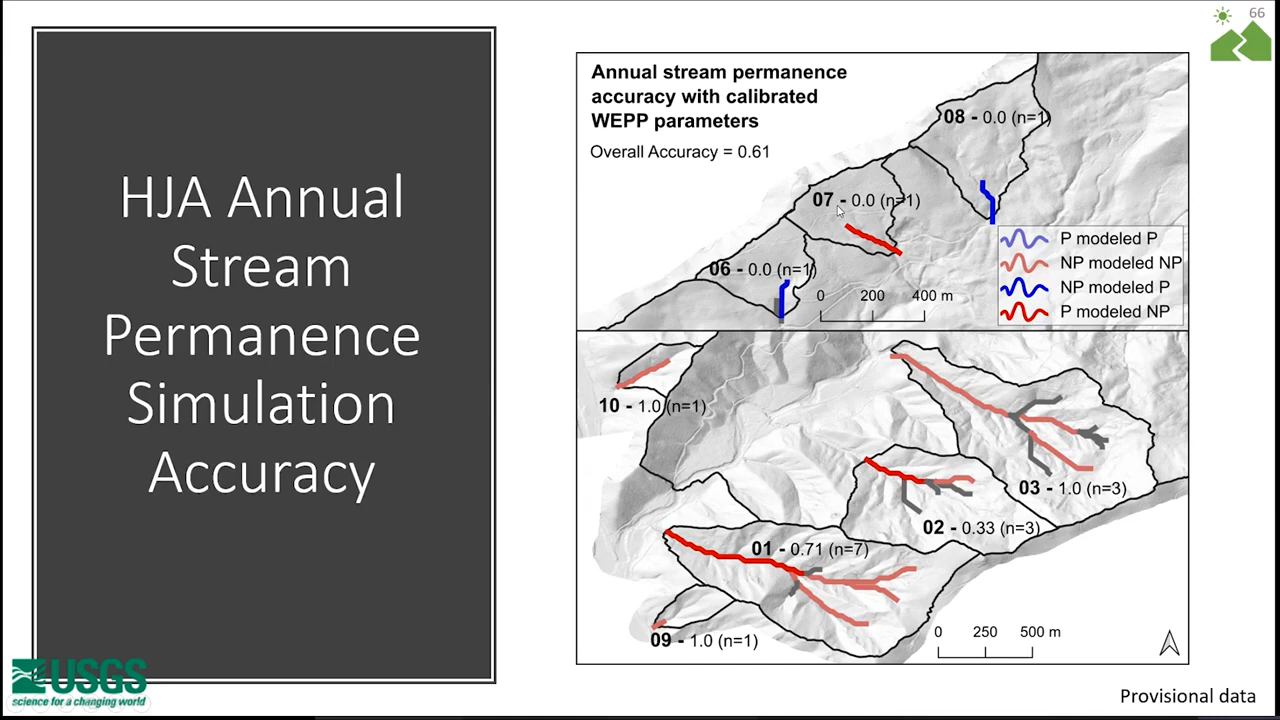 66
HJA Annual
Stream
Permanence
Simulation
Accuracy
Annual stream permanence
accuracy with calibrated
WEPP parameters
Overall Accuracy = 0.61
08 - 0.0 (n=1)
07 - 0.0 (n=1)
06 - 0.0 (n=1)
P modeled P
NP modeled NP
NP modeled P
P modeled NP
0 200 400 m
10 - 1.0 (n=1)
03 - 1.0 (n=3)
02 - 0.33 (n=3)
01 - 0.71 (n=7)
09 - 1.0 (n=1)
0 250 500 m
USGS
science for a changing world
Provisional data